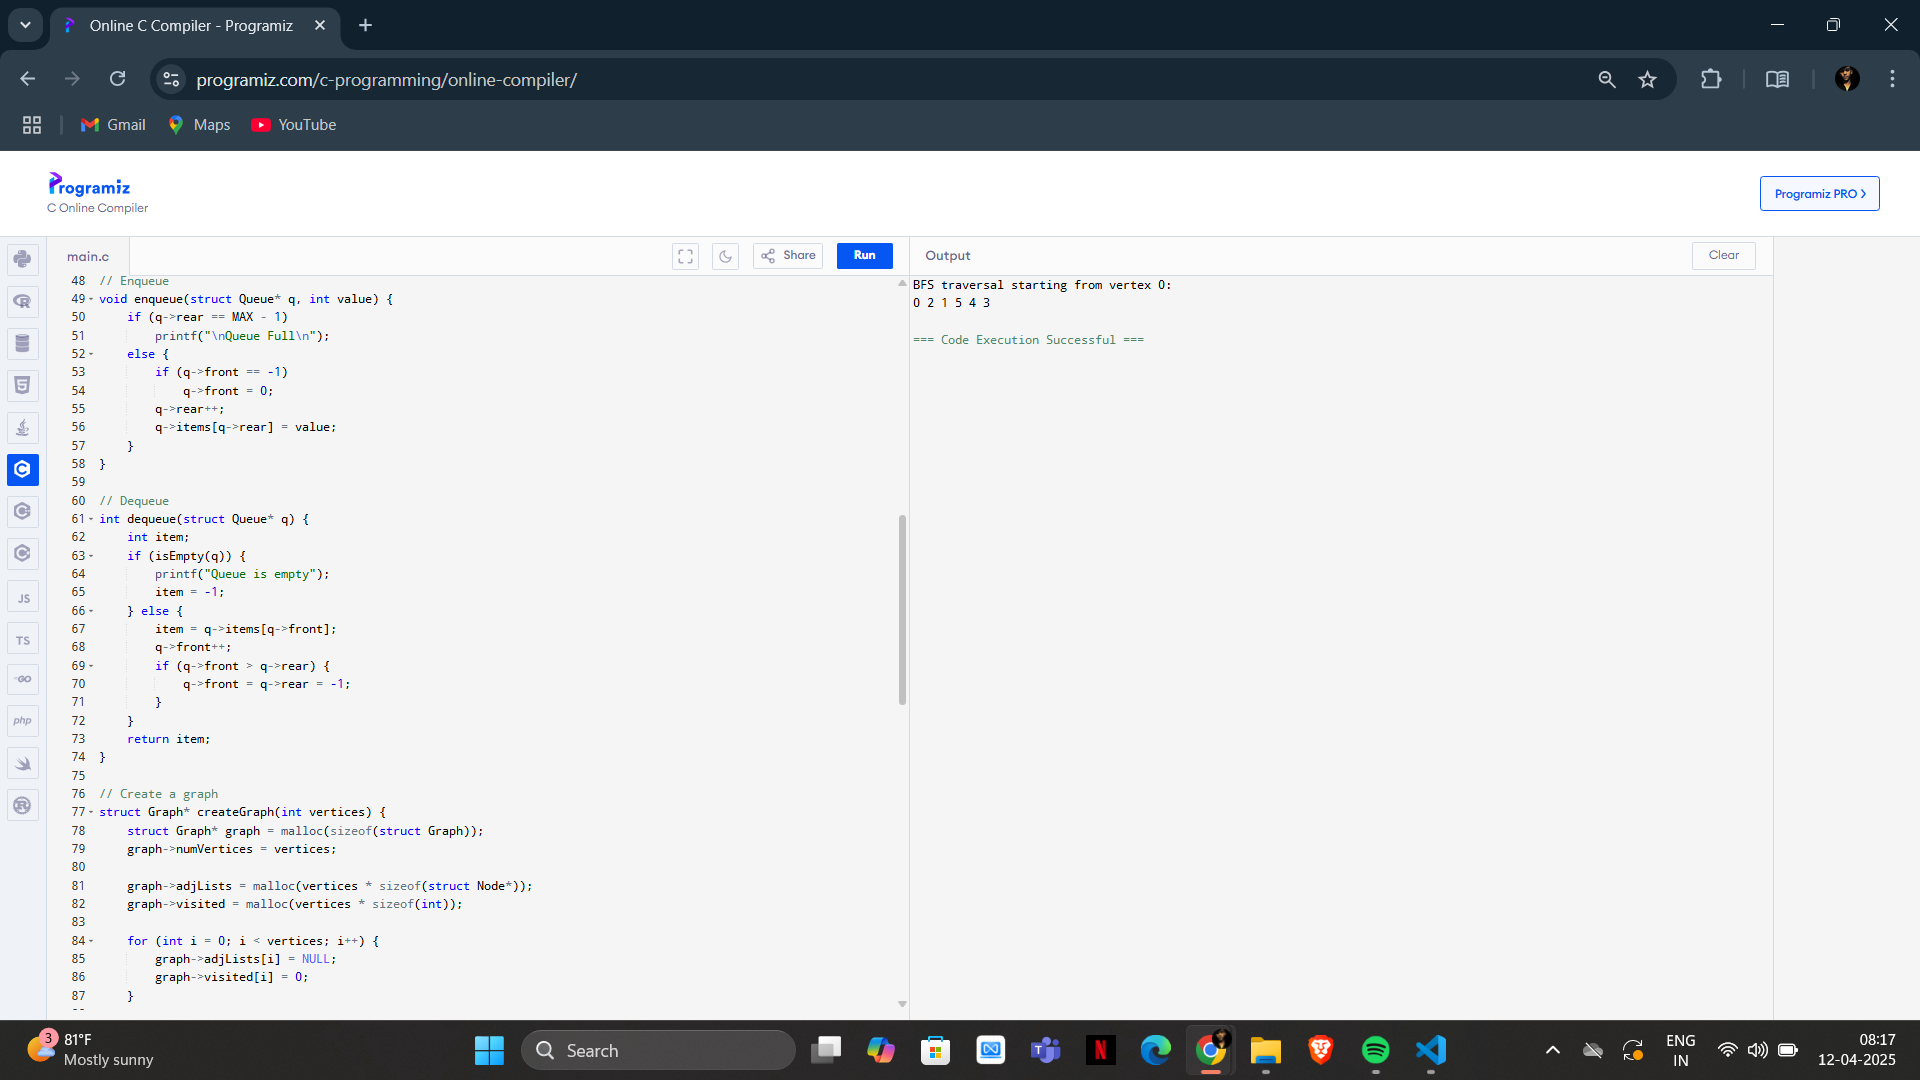 Online C Compiler - Programiz
programiz.com/c-programming/online-compiler/
Gmail Maps YouTube
Programiz
C Online Compiler
Programiz PRO
main.c
Share
Run
Output
Clear
48 // Enqueue
49 void enqueue(struct Queue* q, int value) {
50     if (q->rear == MAX - 1)
51         printf("\nQueue Full\n");
52     else {
53         if (q->front == -1)
54             q->front = 0;
55         q->rear++;
56         q->items[q->rear] = value;
57     }
58 }
59
60 // Dequeue
61 int dequeue(struct Queue* q) {
62     int item;
63     if (isEmpty(q)) {
64         printf("Queue is empty");
65         item = -1;
66     } else {
67         item = q->items[q->front];
68         q->front++;
69         if (q->front > q->rear) {
70             q->front = q->rear = -1;
71         }
72     }
73     return item;
74 }
75
76 // Create a graph
77 struct Graph* createGraph(int vertices) {
78     struct Graph* graph = malloc(sizeof(struct Graph));
79     graph->numVertices = vertices;
80
81     graph->adjLists = malloc(vertices * sizeof(struct Node*));
82     graph->visited = malloc(vertices * sizeof(int));
83
84     for (int i = 0; i < vertices; i++) {
85         graph->adjLists[i] = NULL;
86         graph->visited[i] = 0;
87     }
BFS traversal starting from vertex 0:
0 2 1 5 4 3
=== Code Execution Successful ===
JS
TS
GO
php
3
81°F
Mostly sunny
Search
ENG
IN
08:17
12-04-2025